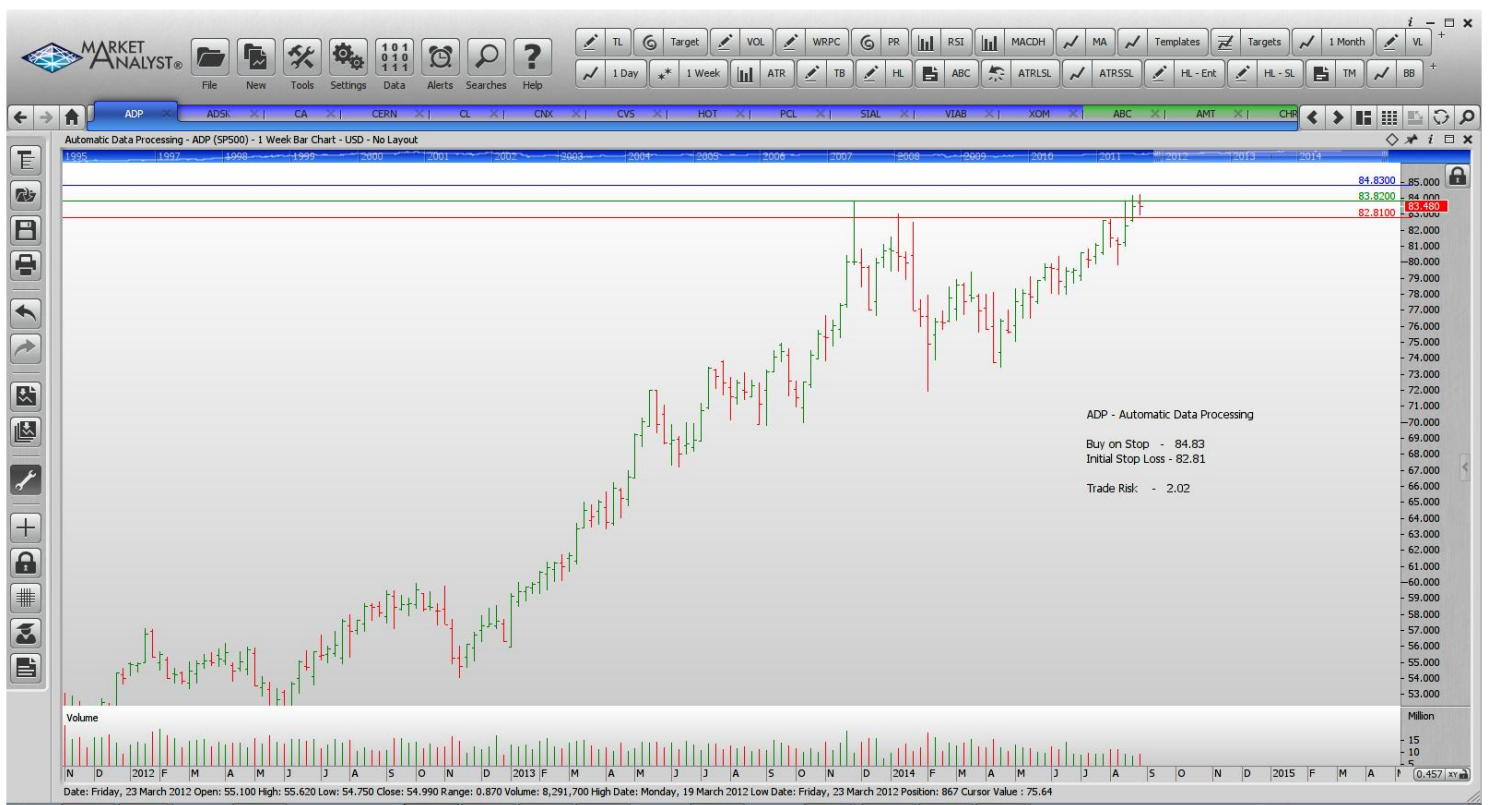 MARKET
ANALYST®
File
New
Tools
Settings
Data
Alerts
Searches
Help
TL
Target
VOL
WRPC
PR
RSI
MACDH
MA
Templates
Targets
1 Month
VL
1 Day
1 Week
ATR
TB
HL
ABC
ATRLSL
ATRSSL
HL - Ent
HL - SL
TM
BB
ADP
ADSK
CA
CERN
CL
CNX
CVS
HOT
PCL
SIAL
VIAB
XOM
ABC
AMT
CHR
Automatic Data Processing - ADP (SP500) - 1 Week Bar Chart - USD - No Layout
1995 1997 1998 1999 2000 2001 2002 2003 2004 2005 2006 2007 2008 2009 2010 2011 2012 2013 2014
84.8300
83.8200
82.8100
85.000
84.000
83.480
83.000
82.000
81.000
80.000
79.000
78.000
77.000
76.000
75.000
74.000
73.000
72.000
71.000
70.000
69.000
68.000
67.000
66.000
65.000
64.000
63.000
62.000
61.000
60.000
59.000
58.000
57.000
56.000
55.000
54.000
53.000
ADP - Automatic Data Processing
Buy on Stop - 84.83
Initial Stop Loss - 82.81
Trade Risk - 2.02
Volume
Million
15
10
5
N D 2012 F M A M J J A S O N D 2013 F M A M J J A S O N D 2014 F M A M J J A S O N D 2015 F M A
0.457 XY
Date: Friday, 23 March 2012 Open: 55.100 High: 55.620 Low: 54.750 Close: 54.990 Range: 0.870 Volume: 8,291,700 High Date: Monday, 19 March 2012 Low Date: Friday, 23 March 2012 Position: 867 Cursor Value : 75.64